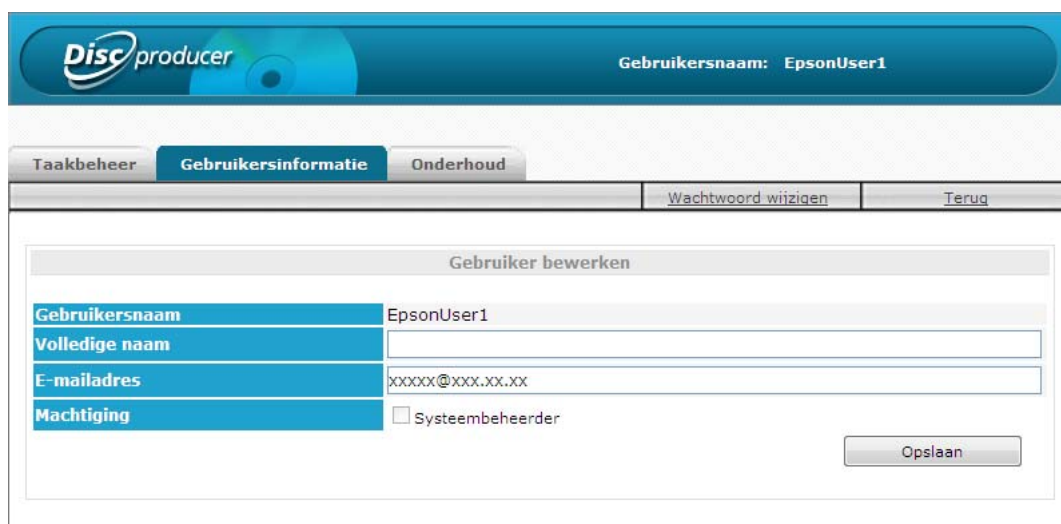 Disc producer
Gebruikersnaam: EpsonUser1
Taakbeheer Gebruikersinformatie Onderhoud
Wachtwoord wijzigen Terug
Gebruiker bewerken
Gebruikersnaam EpsonUser1
Volledige naam
E-mailadres xxxxx@xxx.xx.xx
Machtiging Systeembeheerder
Opslaan